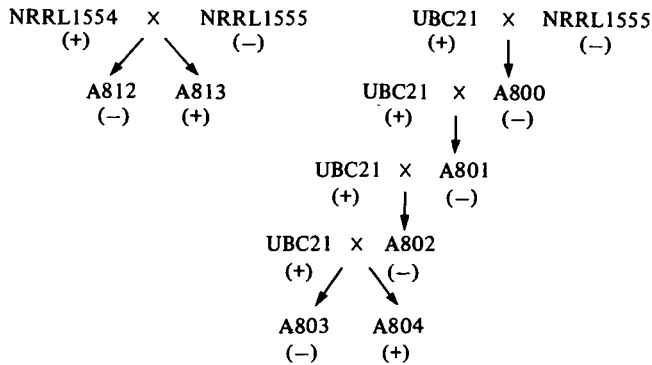 NRRL1554 × NRRL1555 UBC21 × NRRL1555
(+) (−) (+) (−)
A812 A813 UBC21 × A800
(−) (+) (+) (−)
UBC21 × A801
(+) (−)
UBC21 × A802
(+) (−)
A803 A804
(−) (+)